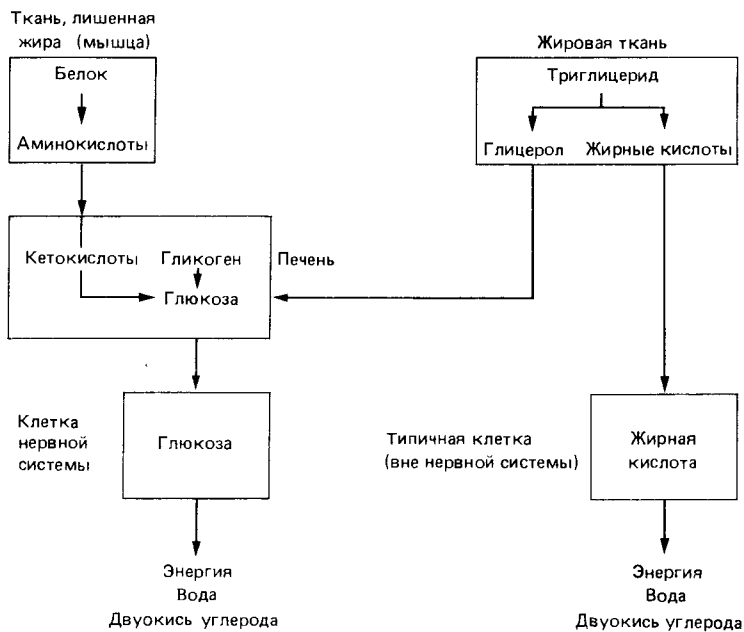 Ткань, лишенная
жира (мышца)
Белок
Аминокислоты
Жировая ткань
Триглицерид
Глицерол Жирные кислоты
Кетокислоты Гликоген
Глюкоза
Печень
Клетка
нервной
системы
Глюкоза
Типичная клетка
(вне нервной системы)
Жирная
кислота
Энергия
Вода
Двуокись углерода
Энергия
Вода
Двуокись углерода